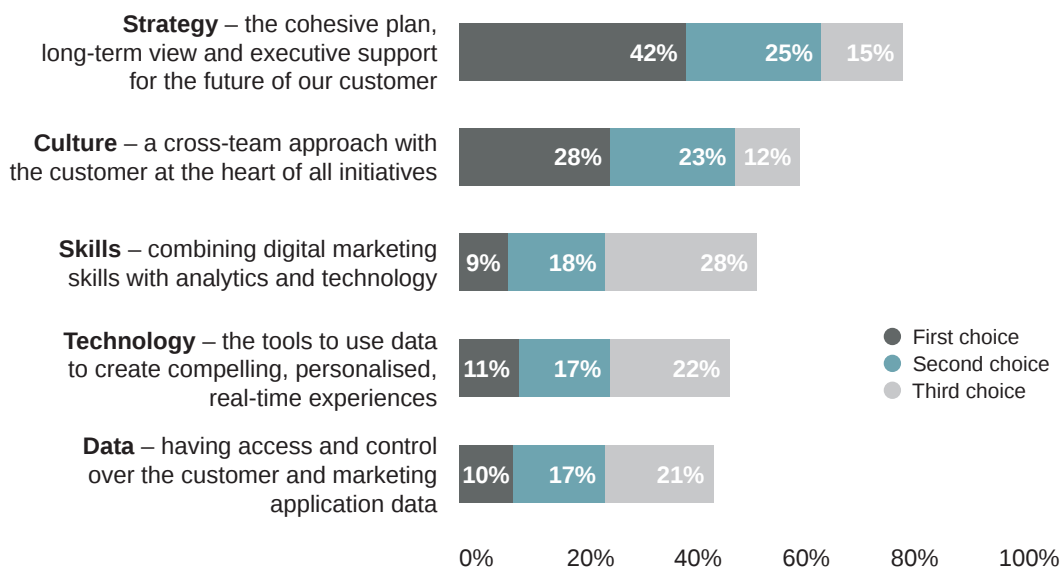 Strategy – the cohesive plan,
long-term view and executive support
for the future of our customer
42% 25% 15%
Culture – a cross-team approach with
the customer at the heart of all initiatives
28% 23% 12%
Skills – combining digital marketing
skills with analytics and technology
9% 18% 28%
Technology – the tools to use data
to create compelling, personalised,
real-time experiences
11% 17% 22%
First choice
Second choice
Third choice
Data – having access and control
over the customer and marketing
application data
10% 17% 21%
0% 20% 40% 60% 80% 100%